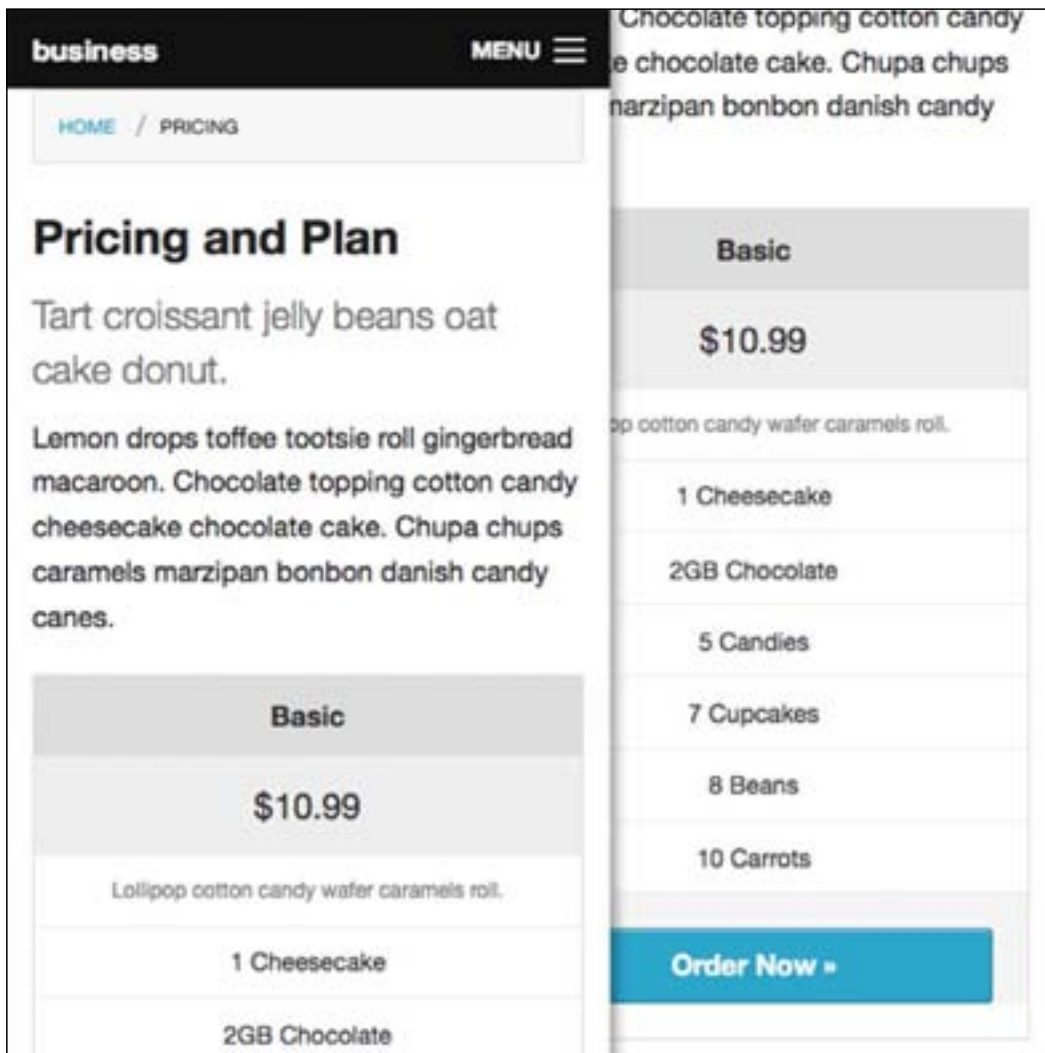 business
MENU
HOME / PRICING
Pricing and Plan
Tart croissant jelly beans oat
cake donut.
Lemon drops toffee tootsie roll gingerbread
macaroon. Chocolate topping cotton candy
cheesecake chocolate cake. Chupa chups
caramels marzipan bonbon danish candy
canes.
Basic
$10.99
Lollipop cotton candy wafer caramels roll.
1 Cheesecake
2GB Chocolate
Chocolate topping cotton candy
e chocolate cake. Chupa chups
marzipan bonbon danish candy
Basic
$10.99
op cotton candy wafer caramels roll.
1 Cheesecake
2GB Chocolate
5 Candies
7 Cupcakes
8 Beans
10 Carrots
Order Now »